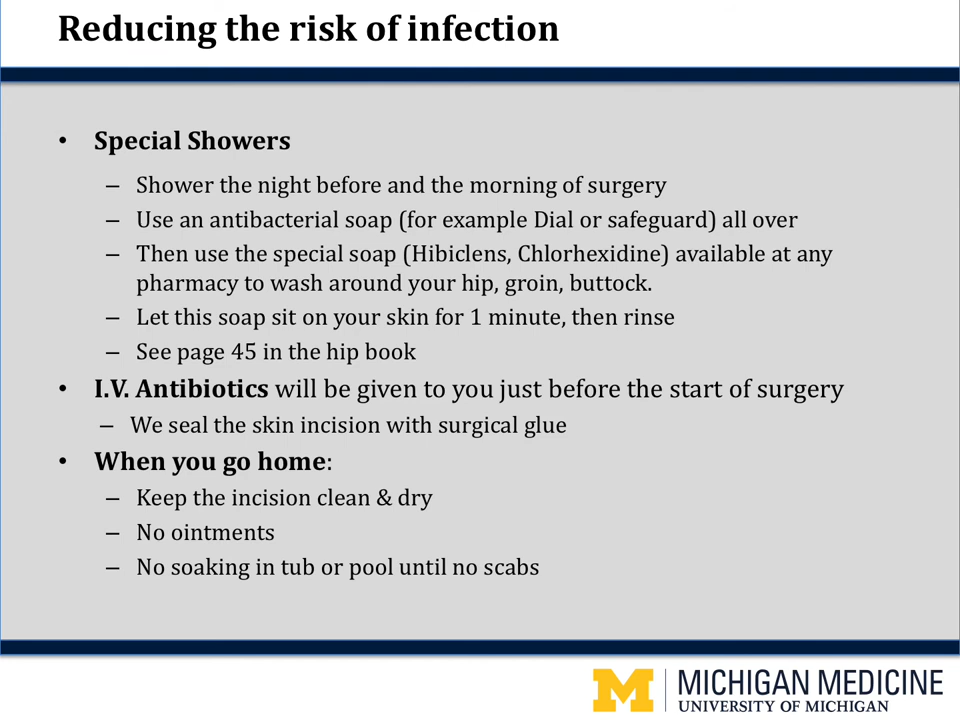 Reducing the risk of infection
• Special Showers
– Shower the night before and the morning of surgery
– Use an antibacterial soap (for example Dial or safeguard) all over
– Then use the special soap (Hibiclens, Chlorhexidine) available at any
pharmacy to wash around your hip, groin, buttock.
– Let this soap sit on your skin for 1 minute, then rinse
– See page 45 in the hip book
• I.V. Antibiotics will be given to you just before the start of surgery
– We seal the skin incision with surgical glue
• When you go home:
– Keep the incision clean & dry
– No ointments
– No soaking in tub or pool until no scabs
M MICHIGAN MEDICINE
UNIVERSITY OF MICHIGAN